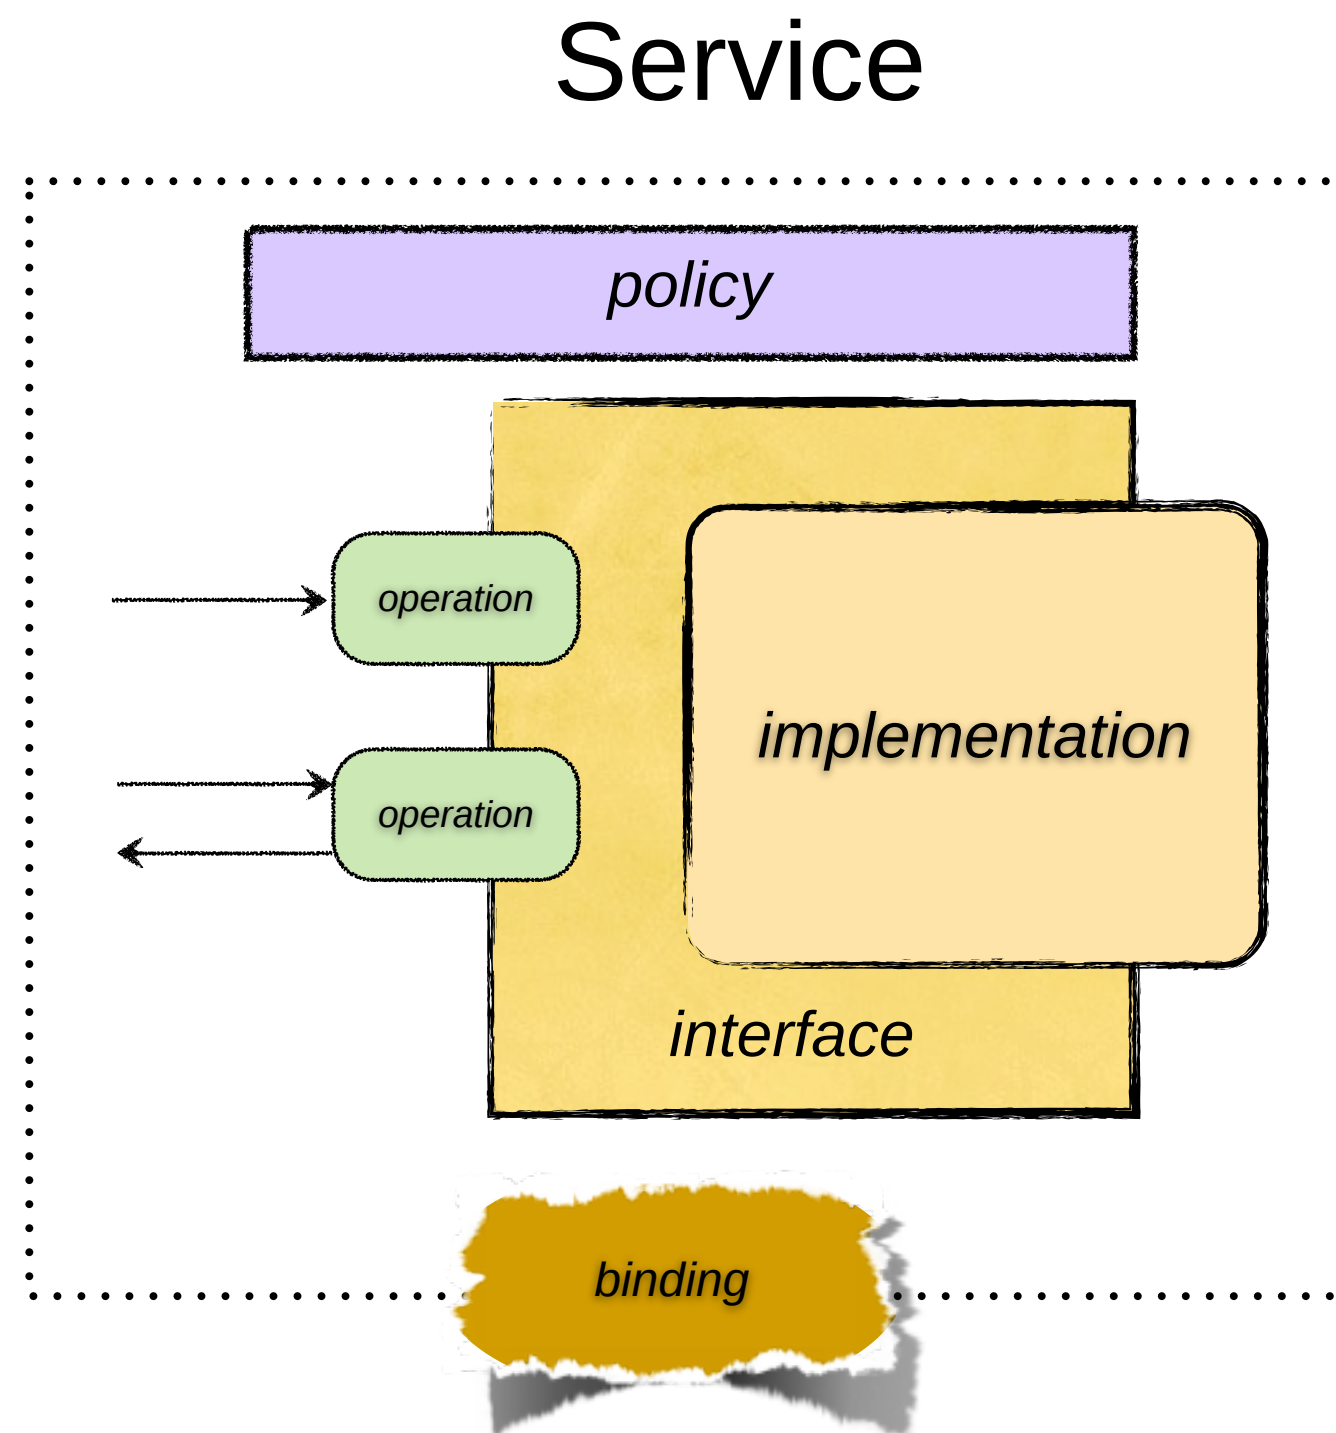 Service
policy
operation
implementation
operation
interface
binding